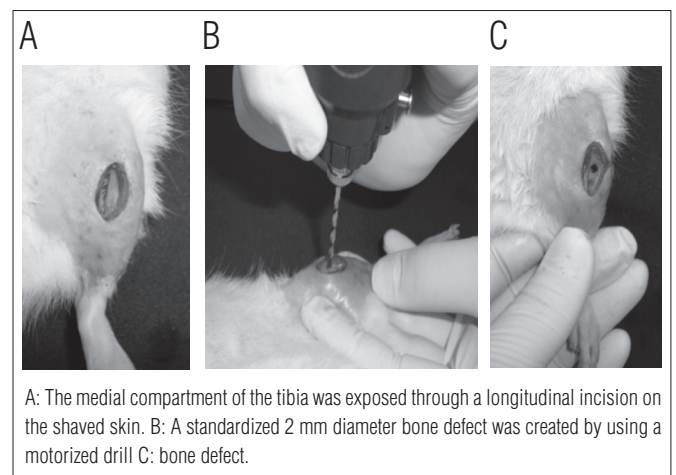 A B C
A: The medial compartment of the tibia was exposed through a longitudinal incision on
the shaved skin. B: A standardized 2 mm diameter bone defect was created by using a
motorized drill C: bone defect.